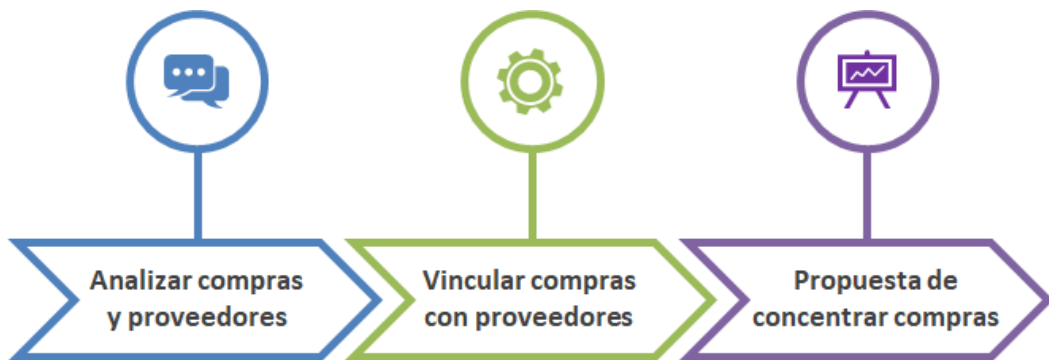 Analizar compras
y proveedores
Vincular compras
con proveedores
Propuesta de
concentrar compras